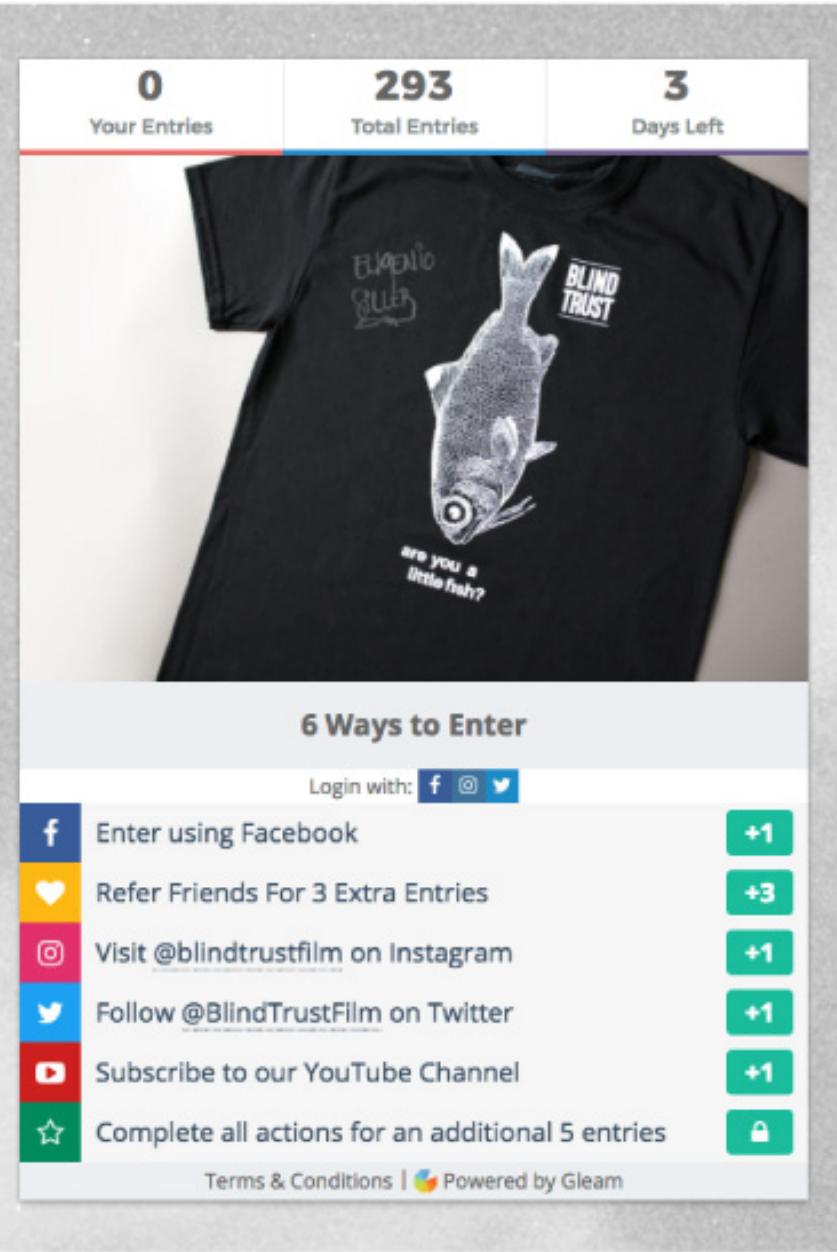 0
Your Entries
293
Total Entries
3
Days Left
EUGENIO
SILLER
BLIND
TRUST
are you a
little fish?
6 Ways to Enter
Login with:
Enter using Facebook
+1
Refer Friends For 3 Extra Entries
+3
Visit @blindtrustfilm on Instagram
+1
Follow @BlindTrustFilm on Twitter
+1
Subscribe to our YouTube Channel
+1
Complete all actions for an additional 5 entries
Terms & Conditions | Powered by Gleam